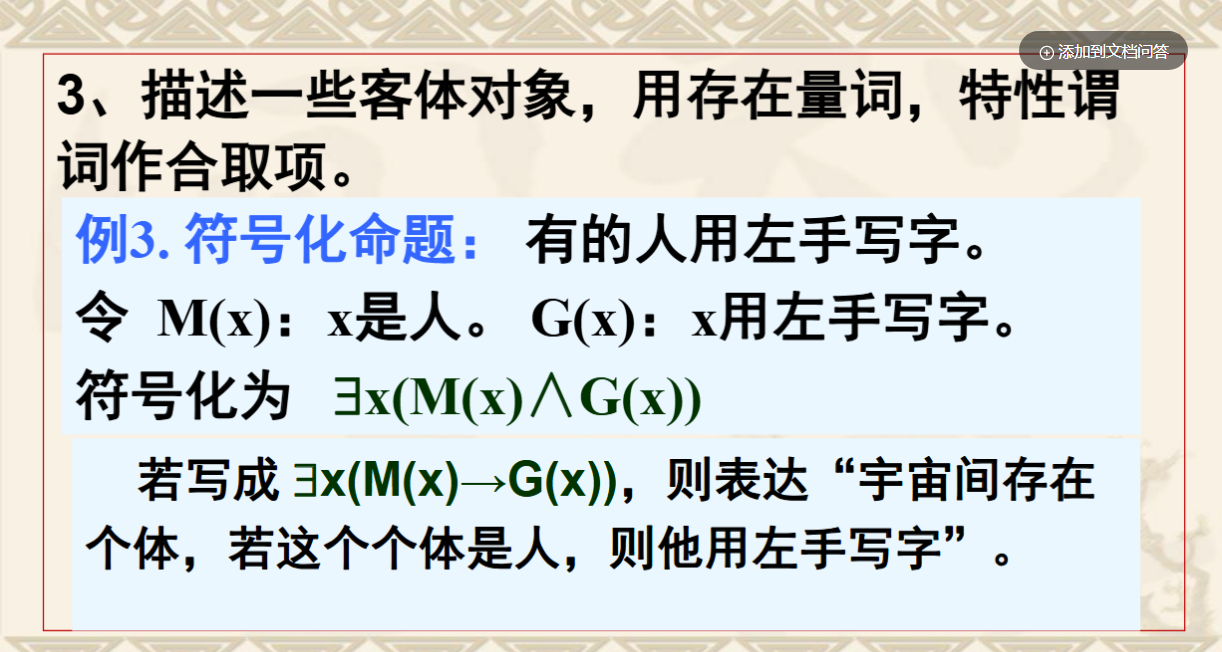 添加到文档问答
3、描述一些客体对象，用存在量词，特性谓
词作合取项。
例3. 符号化命题： 有的人用左手写字。
令 M(x)：x是人。 G(x)：x用左手写字。
符号化为 ∃x(M(x)∧G(x))
若写成 ∃x(M(x)→G(x))，则表达“宇宙间存在
个体，若这个个体是人，则他用左手写字”。